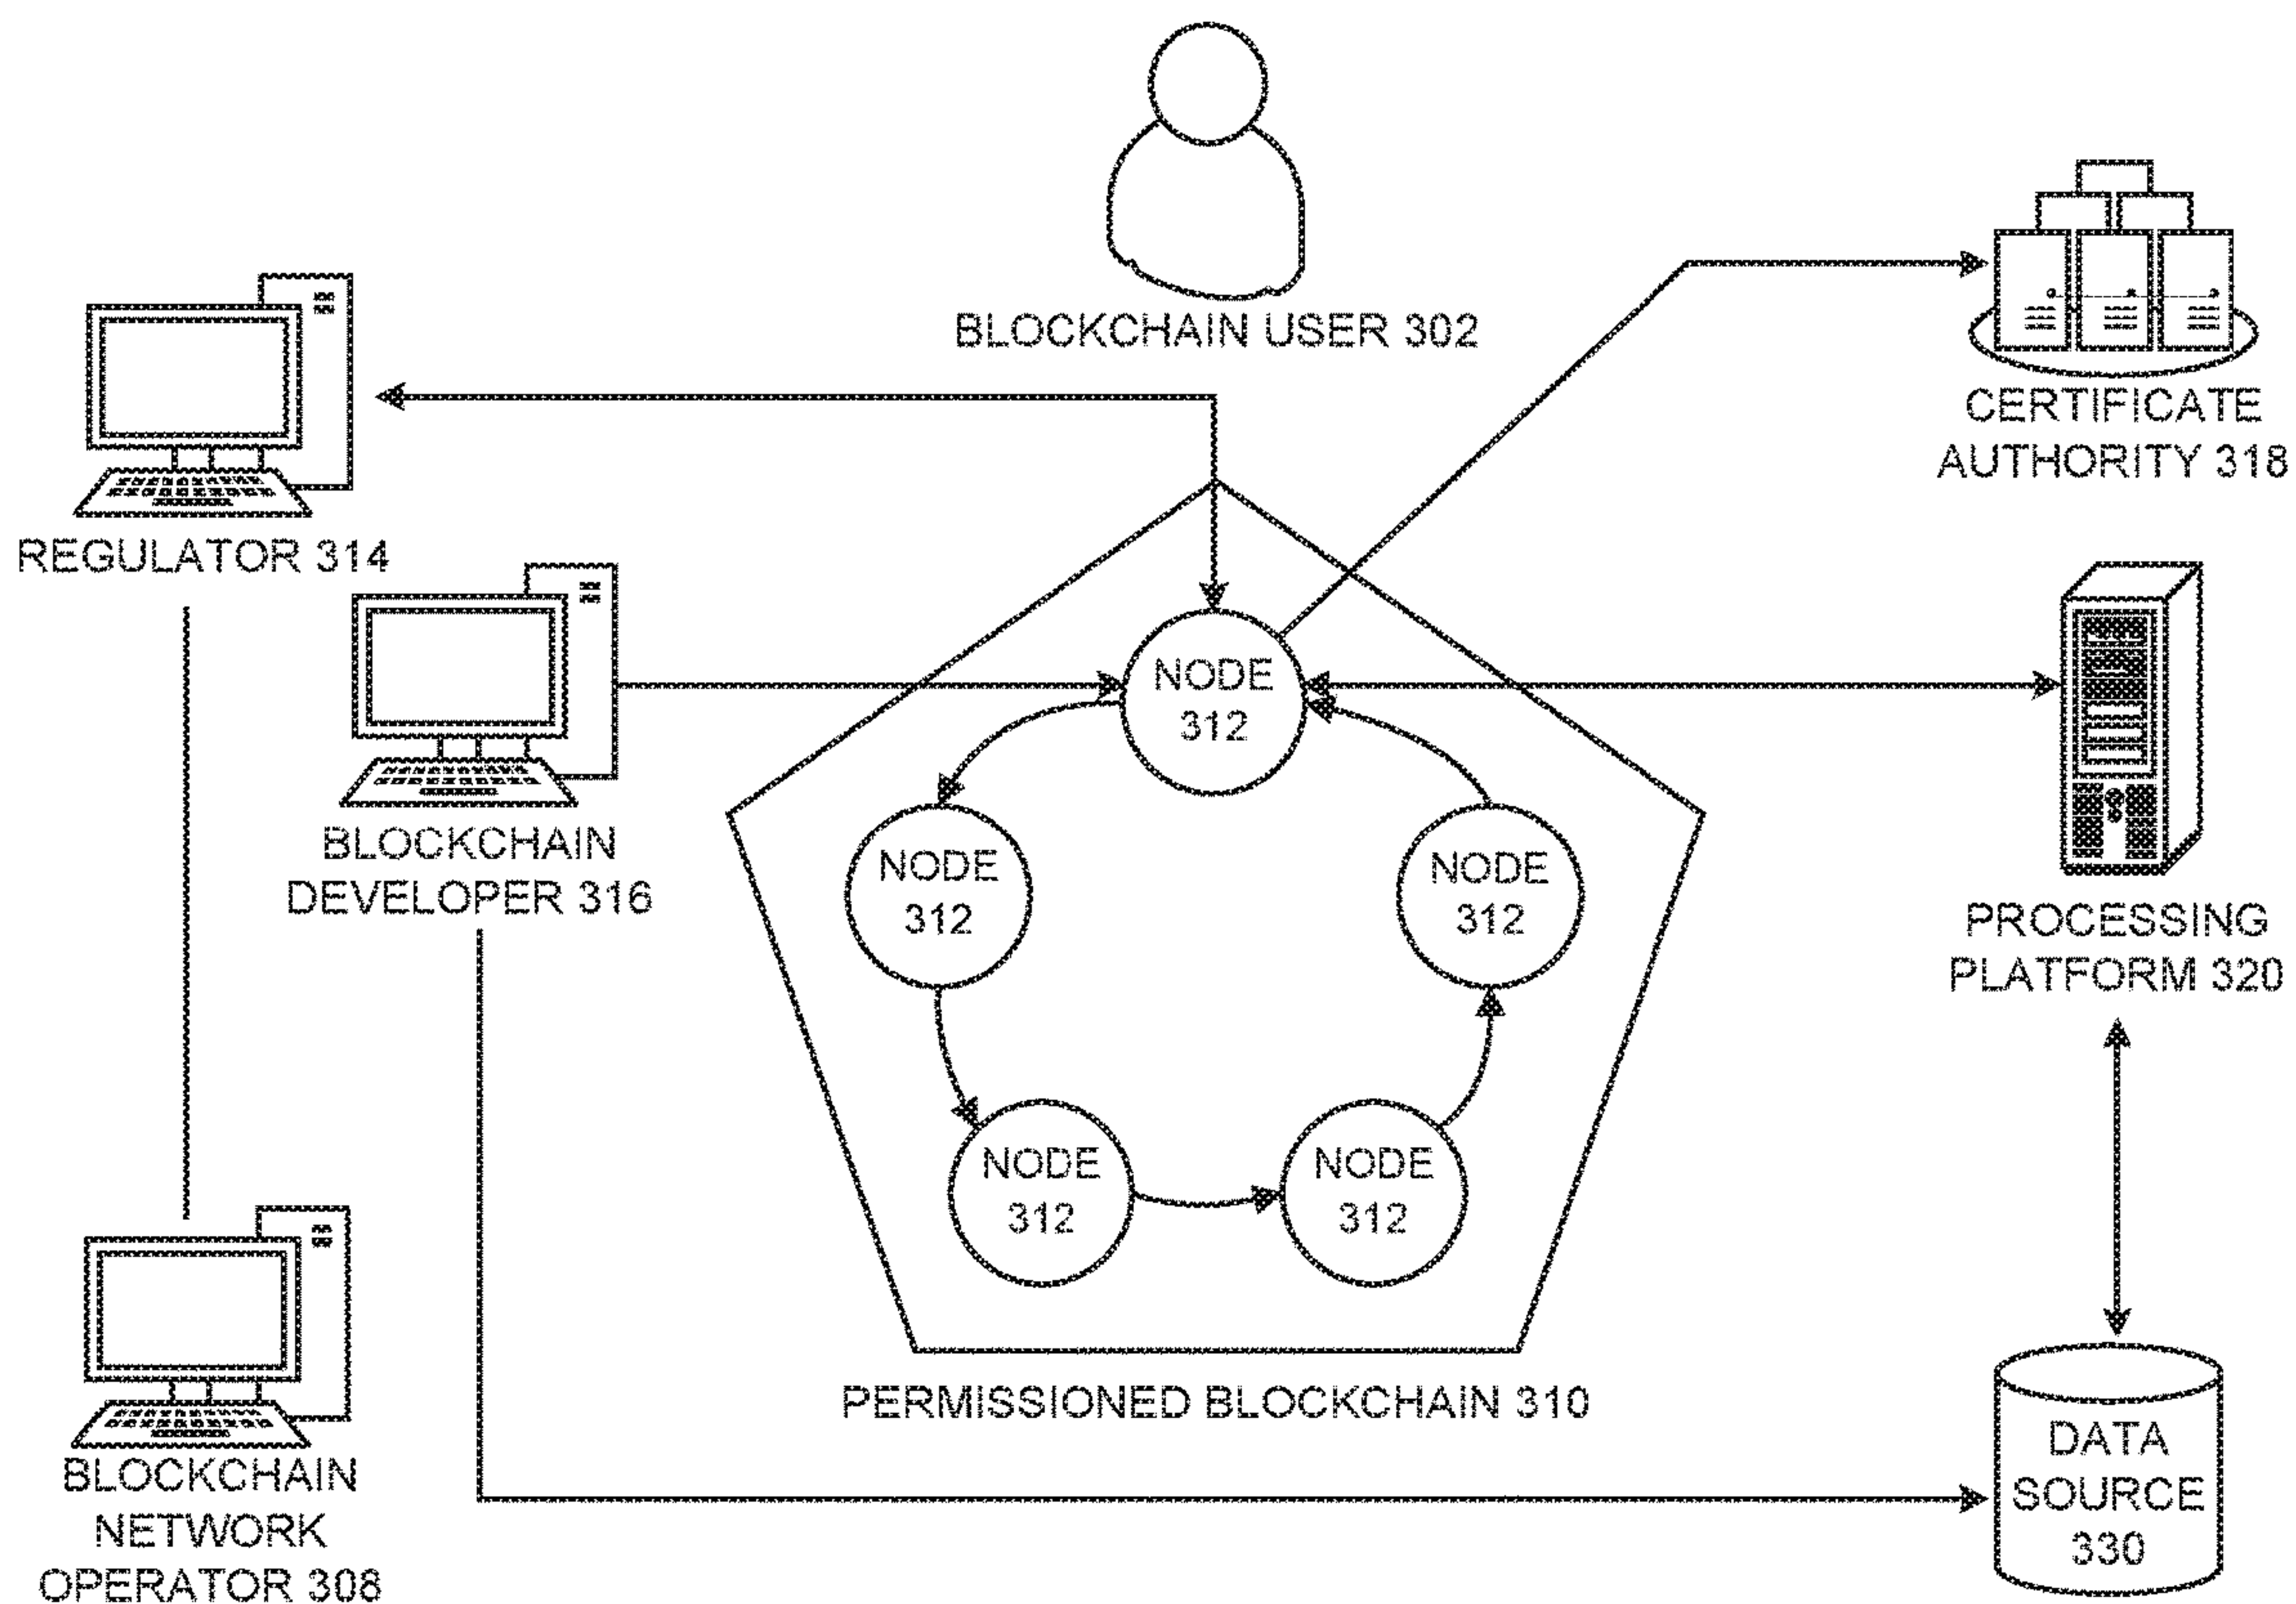 BLOCKCHAIN USER 302
CERTIFICATE
AUTHORITY 318
REGULATOR 314
BLOCKCHAIN
DEVELOPER 316
NODE
312
NODE
312
NODE
312
NODE
312
NODE
312
PROCESSING
PLATFORM 320
PERMISSIONED BLOCKCHAIN 310
BLOCKCHAIN
NETWORK
OPERATOR 308
DATA
SOURCE
330